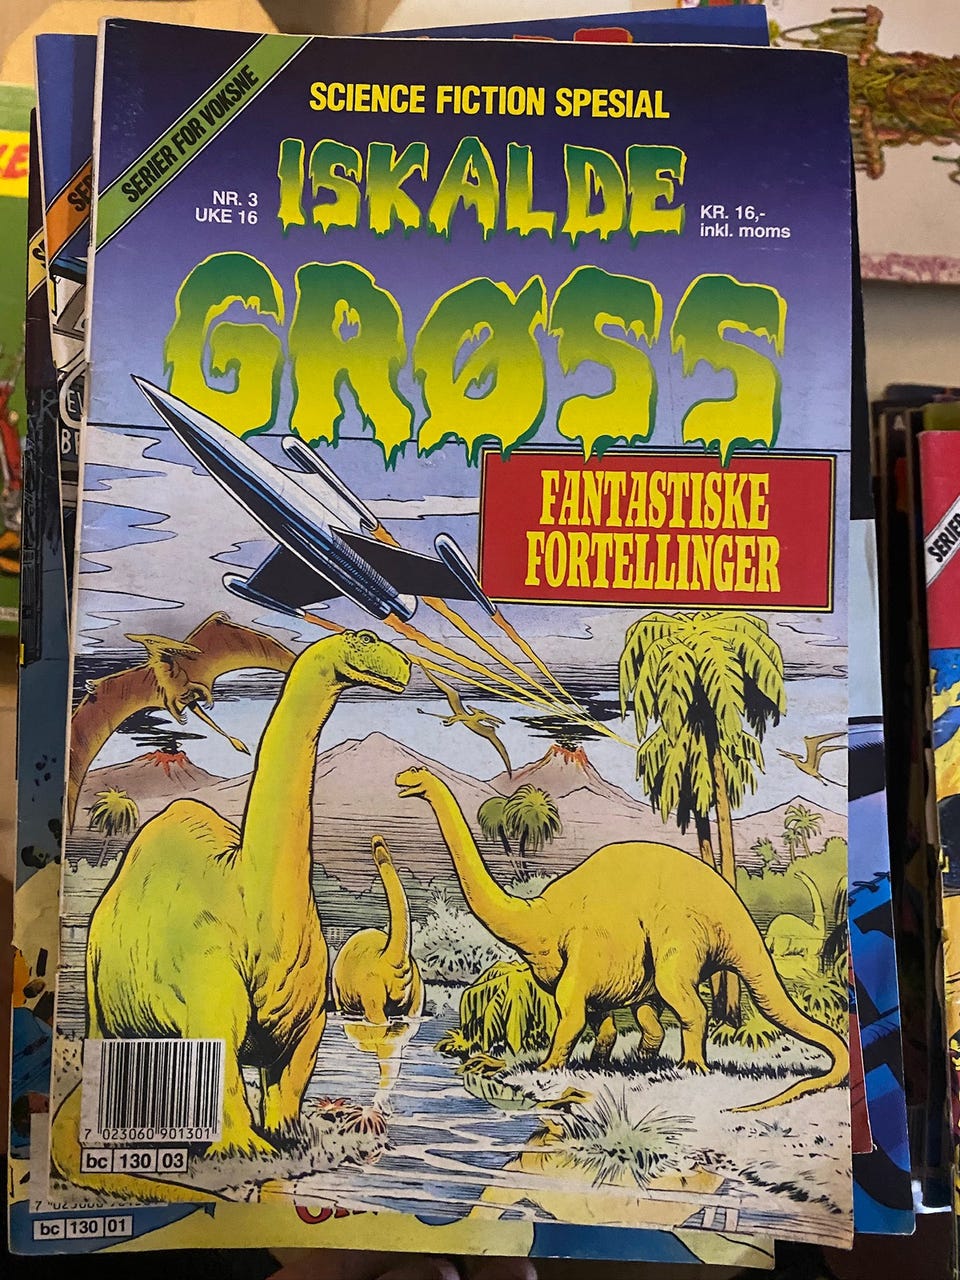 SERIER FOR VOKSNE
SCIENCE FICTION SPESIAL
ISKALDE
NR. 3
UKE 16
KR. 16,-
inkl. moms
GRØSS
FANTASTISKE
FORTELLINGER
7 023060 901301
bc 130 03
bc 130 01
SERIER